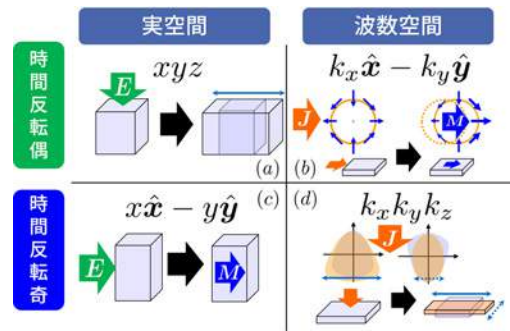 実空間
波数空間
時間反転偶
E
xyz
(a)
k_x x̂ − k_y ŷ
J
M
(b)
時間反転奇
x x̂ − y ŷ
(c)
E
M
(d)
k_x k_y k_z
J